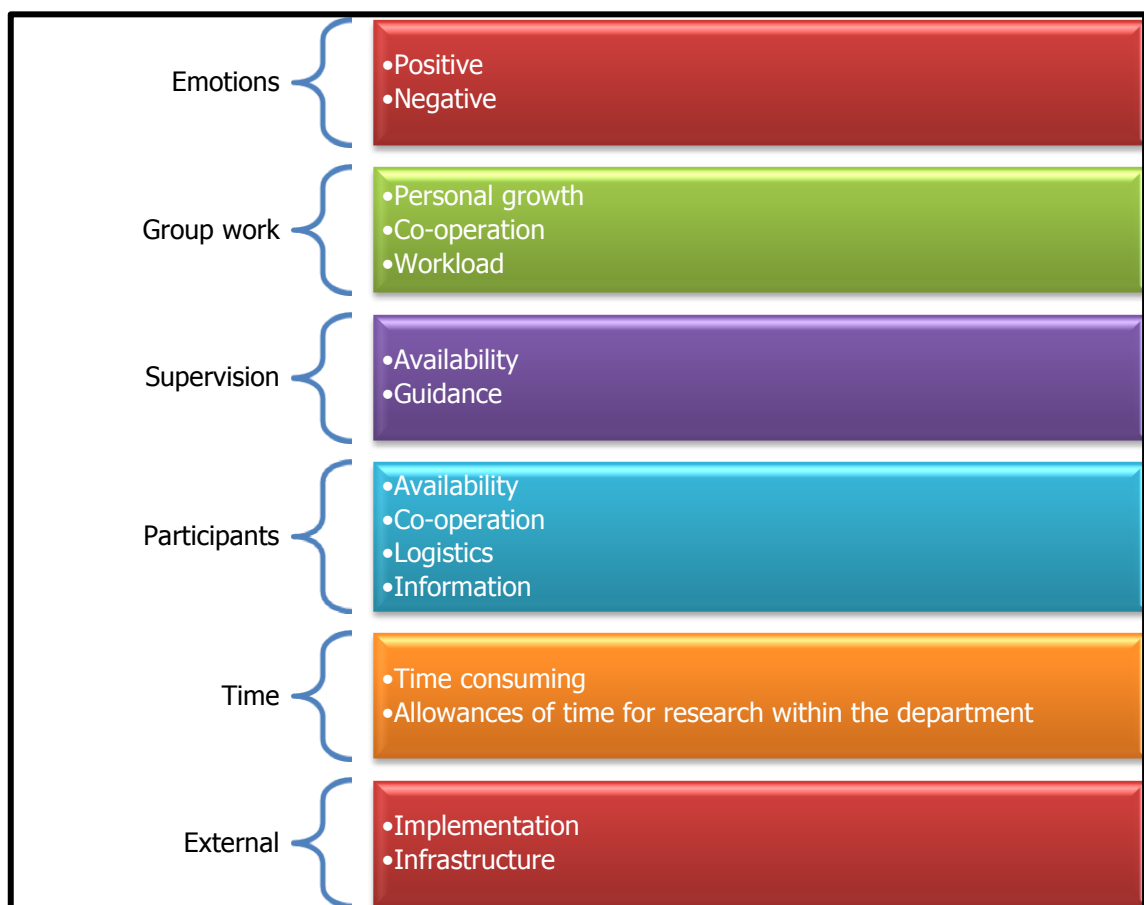 Emotions
•Positive
•Negative
Group work
•Personal growth
•Co-operation
•Workload
Supervision
•Availability
•Guidance
Participants
•Availability
•Co-operation
•Logistics
•Information
Time
•Time consuming
•Allowances of time for research within the department
External
•Implementation
•Infrastructure